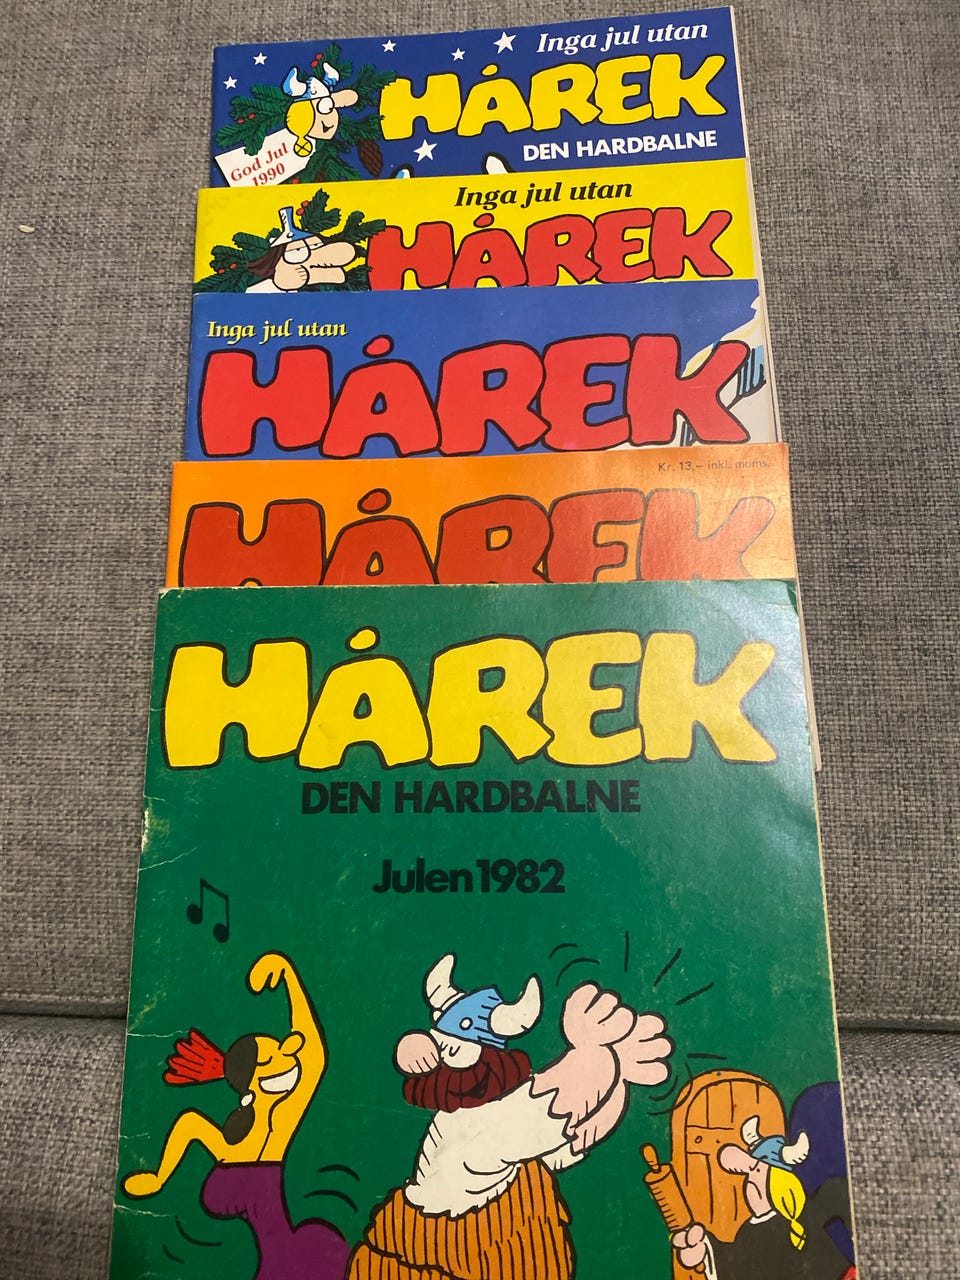 Inga jul utan
HÅREK
DEN HARDBALNE
God Jul
1990
Inga jul utan
HÅREK
Inga jul utan
HÅREK
Kr. 13,- inkl. moms.
HÅREK
HÅREK
DEN HARDBALNE
Julen 1982